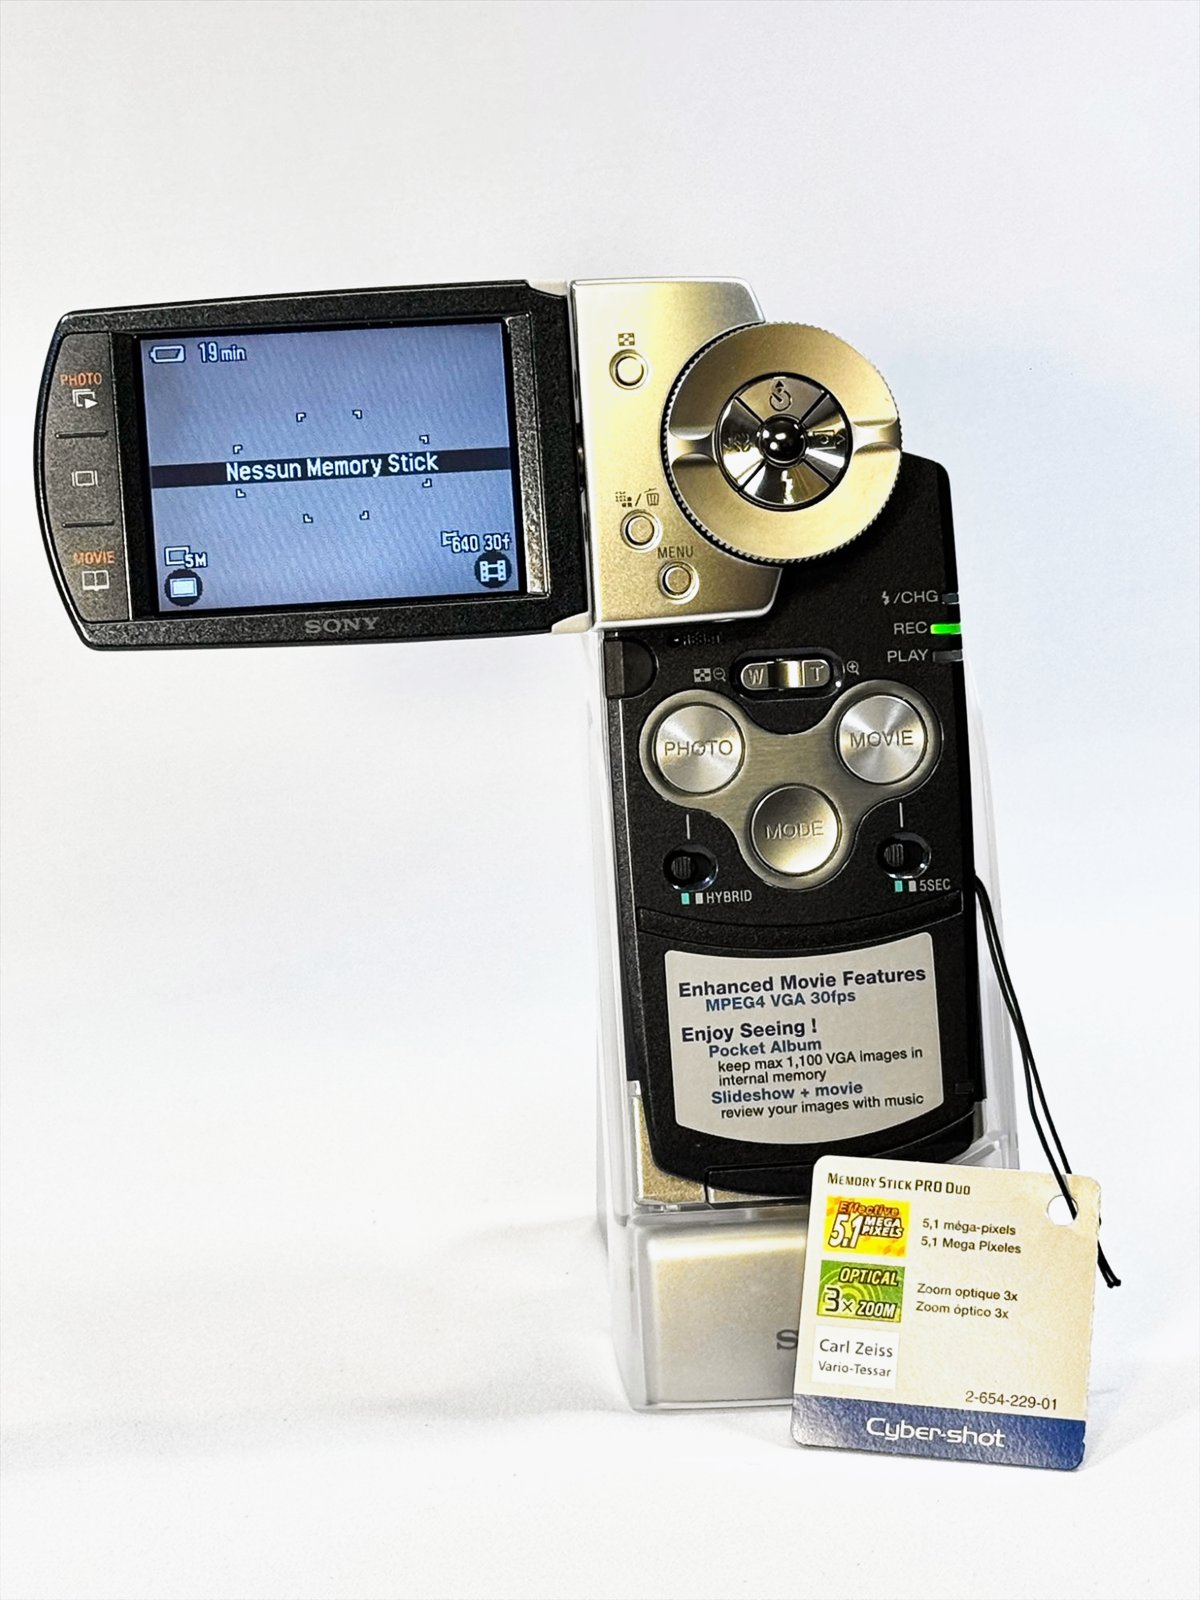 PHOTO
MOVIE
19min
Nessun Memory Stick
5M
640 30f
SONY
MENU
/CHG
REC
PLAY
RESET
W T
PHOTO
MOVIE
MODE
HYBRID
5SEC
Enhanced Movie Features
MPEG4 VGA 30fps
Enjoy Seeing !
Pocket Album
keep max 1,100 VGA images in
internal memory
Slideshow + movie
review your images with music
MEMORY STICK PRO DUO
Effective
5,1 MEGA
PIXELS
5,1 méga-pixels
5,1 Mega Píxeles
OPTICAL
3x ZOOM
Zoom optique 3x
Zoom óptico 3x
Carl Zeiss
Vario-Tessar
2-654-229-01
Cyber-shot